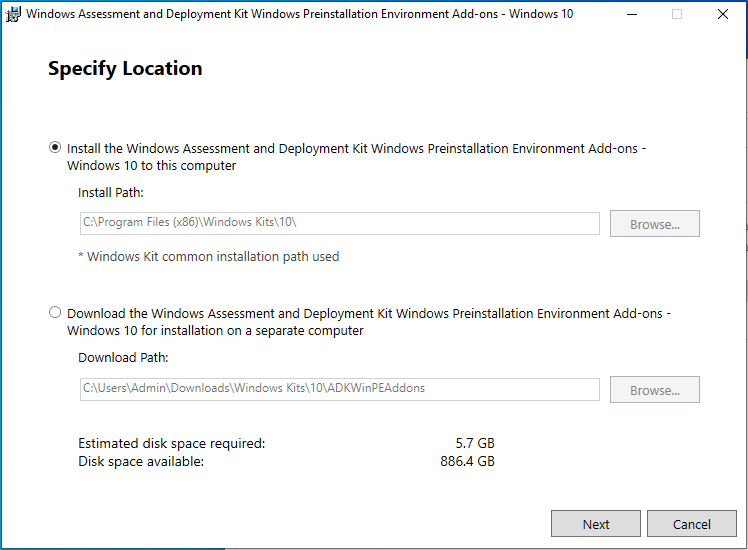 Windows Assessment and Deployment Kit Windows Preinstallation Environment Add-ons - Windows 10
Specify Location
Install the Windows Assessment and Deployment Kit Windows Preinstallation Environment Add-ons -
Windows 10 to this computer
Install Path:
C:\Program Files (x86)\Windows Kits\10\
Browse...
* Windows Kit common installation path used
Download the Windows Assessment and Deployment Kit Windows Preinstallation Environment Add-ons -
Windows 10 for installation on a separate computer
Download Path:
C:\Users\Admin\Downloads\Windows Kits\10\ADKWinPEAddons
Browse...
Estimated disk space required: 5.7 GB
Disk space available: 886.4 GB
Next
Cancel